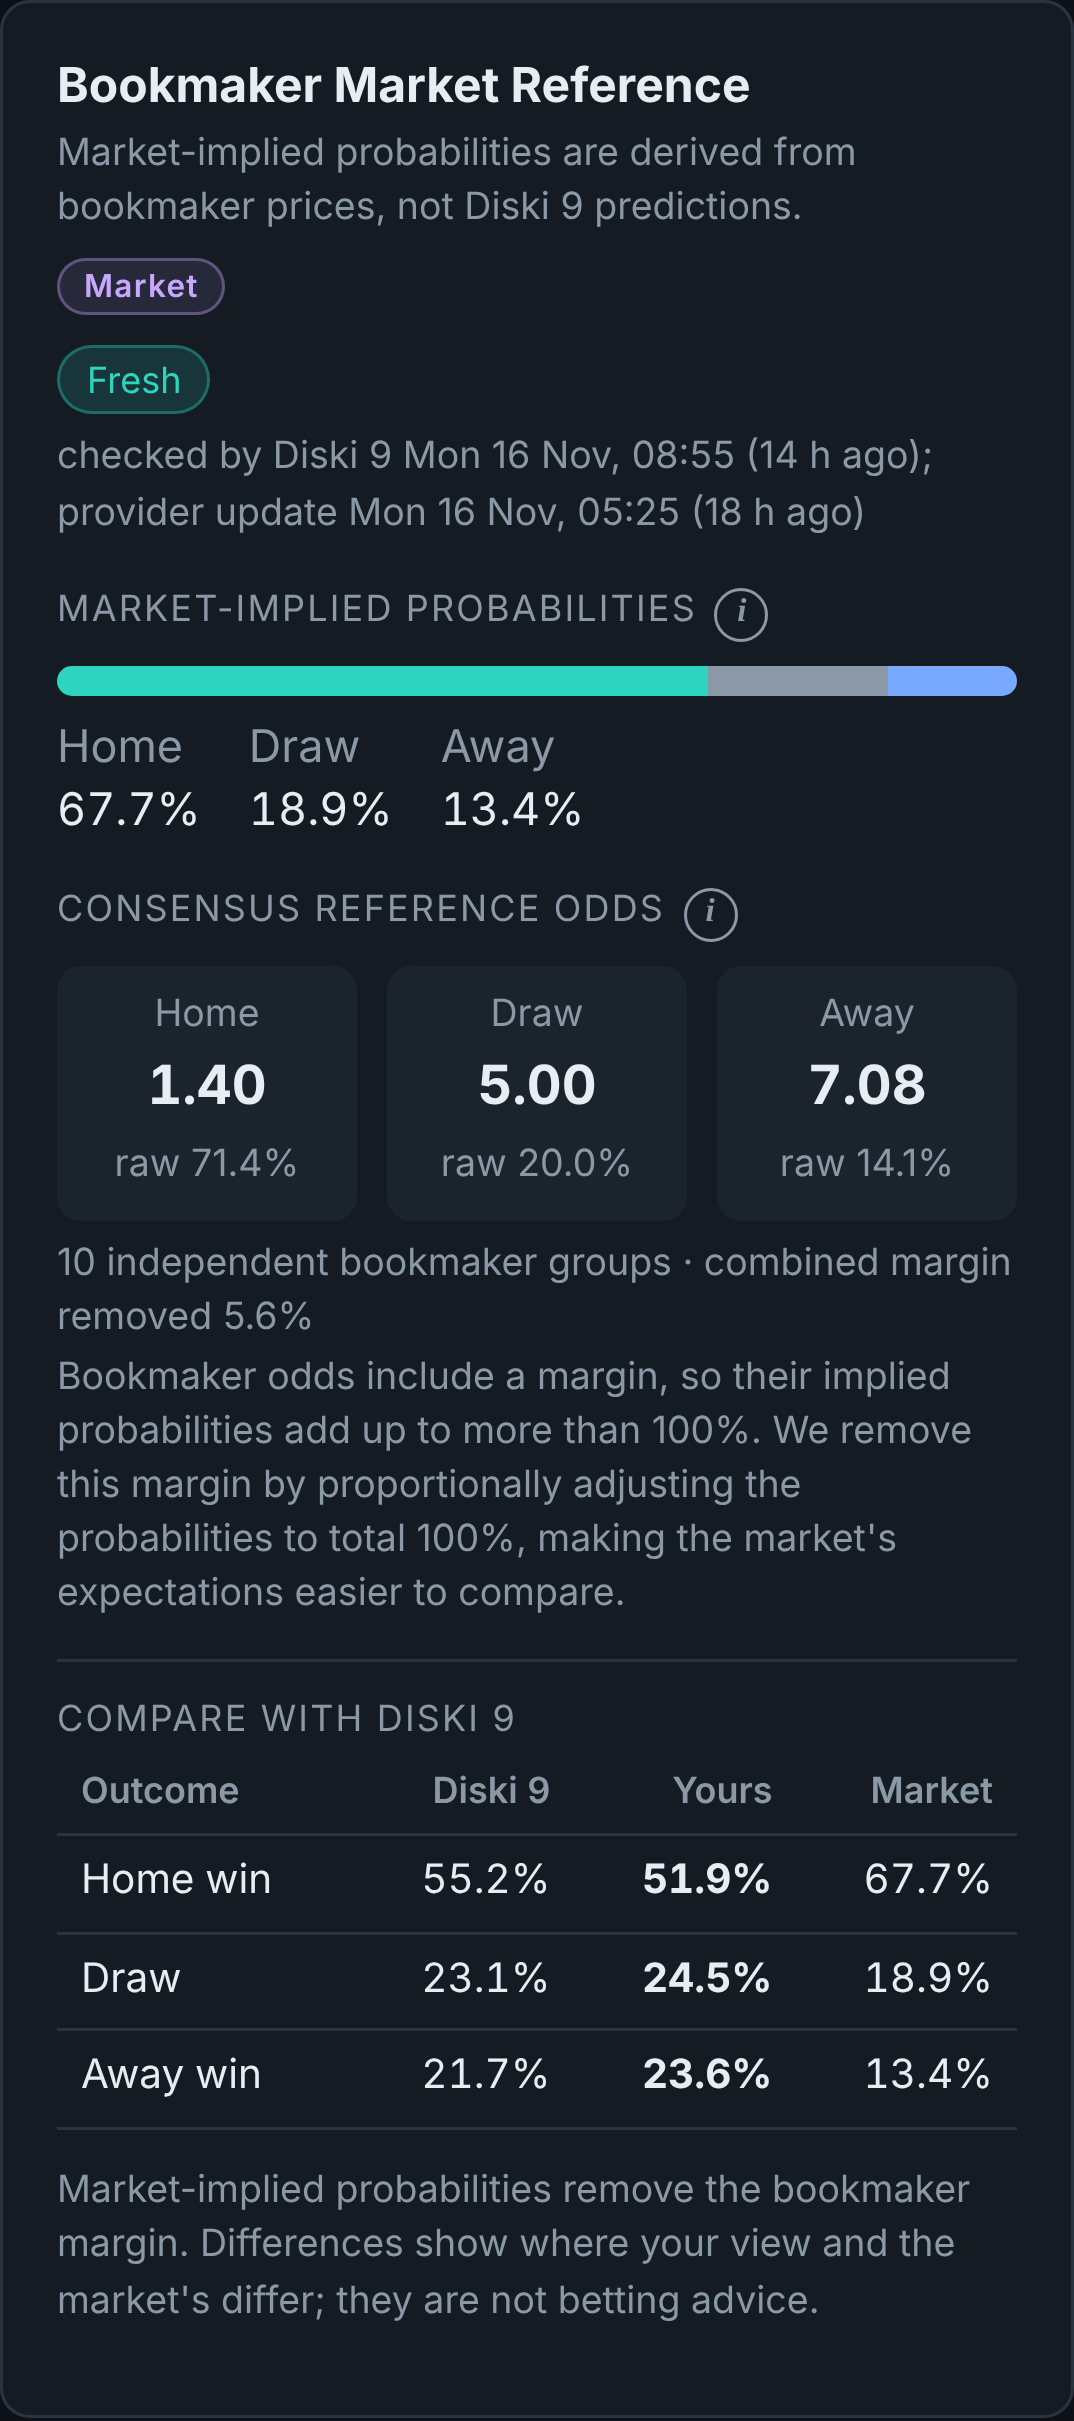 Bookmaker Market Reference
Market-implied probabilities are derived from
bookmaker prices, not Diski 9 predictions.
Market
Fresh
checked by Diski 9 Mon 16 Nov, 08:55 (14 h ago);
provider update Mon 16 Nov, 05:25 (18 h ago)
MARKET-IMPLIED PROBABILITIES i
Home Draw Away
67.7% 18.9% 13.4%
CONSENSUS REFERENCE ODDS i
Home Draw Away
1.40 5.00 7.08
raw 71.4% raw 20.0% raw 14.1%
10 independent bookmaker groups · combined margin
removed 5.6%
Bookmaker odds include a margin, so their implied
probabilities add up to more than 100%. We remove
this margin by proportionally adjusting the
probabilities to total 100%, making the market's
expectations easier to compare.
COMPARE WITH DISKI 9
Outcome Diski 9 Yours Market
Home win 55.2% 51.9% 67.7%
Draw 23.1% 24.5% 18.9%
Away win 21.7% 23.6% 13.4%
Market-implied probabilities remove the bookmaker
margin. Differences show where your view and the
market's differ; they are not betting advice.